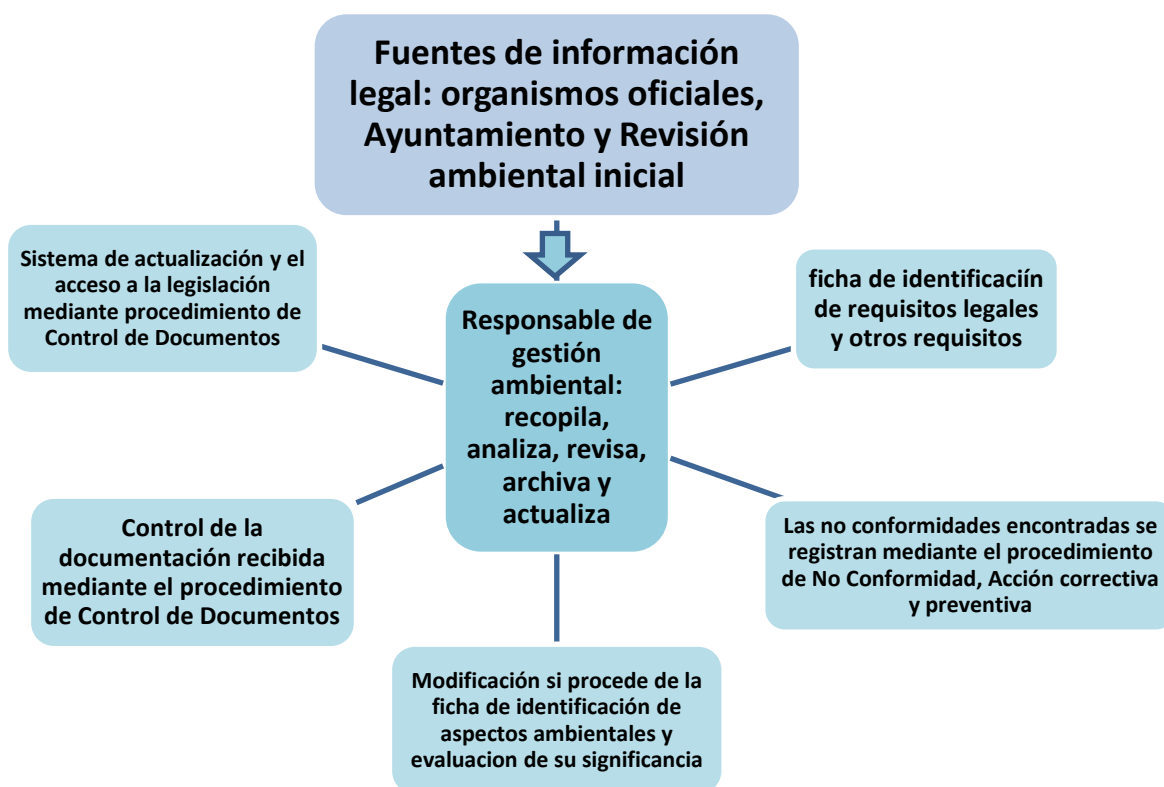 Fuentes de información
legal: organismos oficiales,
Ayuntamiento y Revisión
ambiental inicial
Sistema de actualización y el
acceso a la legislación
mediante procedimiento de
Control de Documentos
Responsable de
gestión
ambiental:
recopila,
analiza, revisa,
archiva y
actualiza
ficha de identificaciín
de requisitos legales
y otros requisitos
Control de la
documentación recibida
mediante el procedimiento
de Control de Documentos
Las no conformidades encontradas se
registran mediante el procedimiento
de No Conformidad, Acción correctiva
y preventiva
Modificación si procede de la
ficha de identificación de
aspectos ambientales y
evaluacion de su significancia